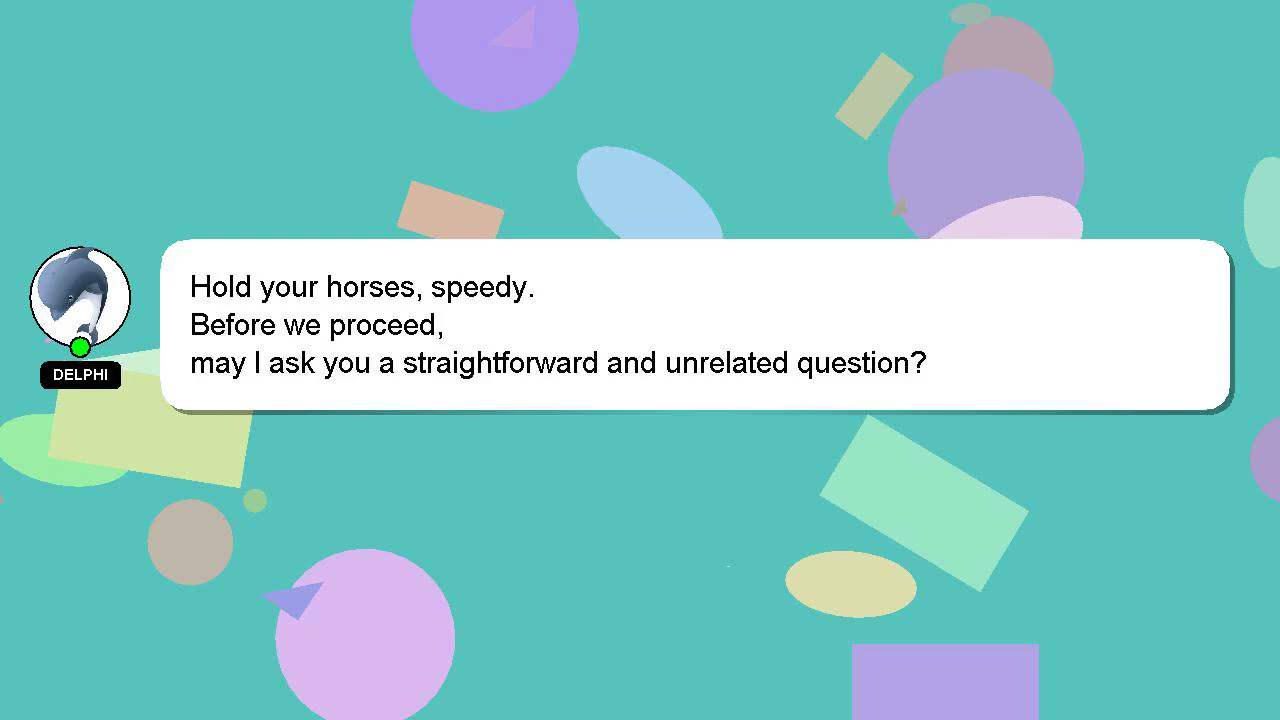 Hold your horses, speedy.
Before we proceed,
may I ask you a straightforward and unrelated question?
DELPHI